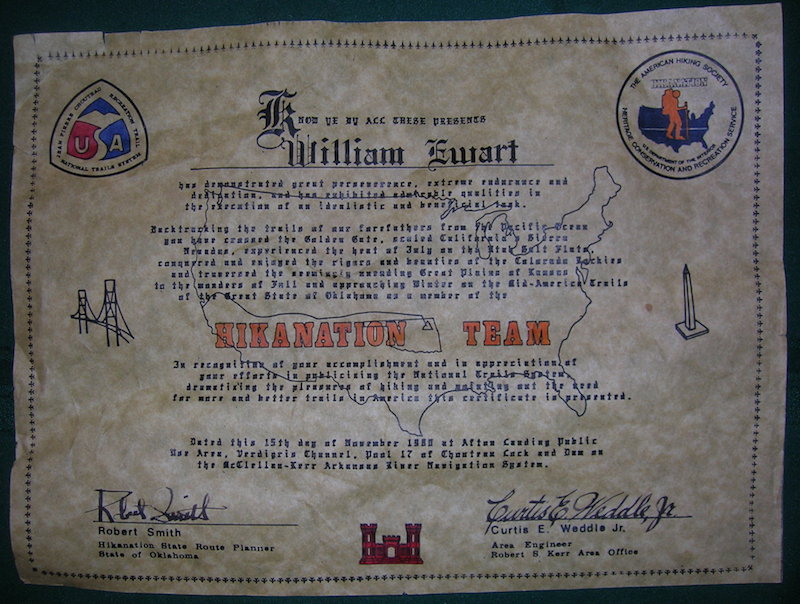 JEAN PIERRE CHOUTEAU RECREATION TRAIL
USA
NATIONAL TRAILS SYSTEM
THE AMERICAN HIKING SOCIETY
HIKANATION
U.S. DEPARTMENT OF THE INTERIOR
HERITAGE CONSERVATION AND RECREATION SERVICE
KNOW YE BY ALL THESE PRESENTS
William Ewart
has demonstrated great perseverence, extreme endurance and
dedication, and has exhibited admirable qualities in
the execution of an idealistic and beneficial task.
Backtracking the trails of our forefathers from the Pacific Ocean
you have crossed the Golden Gate, scaled California's Sierra
Nevadas, experienced the heat of July on the Utah Salt Flats,
conquered and enjoyed the rigors and beauties of the Colorado Rockies
and traversed the seemingly unending Great Plains of Kansas
to the wonders of Fall and approaching Winter on the Mid-America Trails
of the Great State of Oklahoma as a member of the
HIKANATION TEAM
In recognition of your accomplishment and in appreciation of
your efforts in publicizing the National Trails System,
dramatizing the pleasures of hiking and pointing out the need
for more and better trails in America this certificate is presented.
Dated this 15th day of November 1980 at Afton Landing Public
Use Area, Verdigris Channel, Pool 17 of Chouteau Lock and Dam on
the McClellan-Kerr Arkansas River Navigation System.
Robert Smith
Robert Smith
Hikanation State Route Planner
State of Oklahoma
Curtis E. Weddle, Jr.
Curtis E. Weddle Jr.
Area Engineer
Robert S. Kerr Area Office